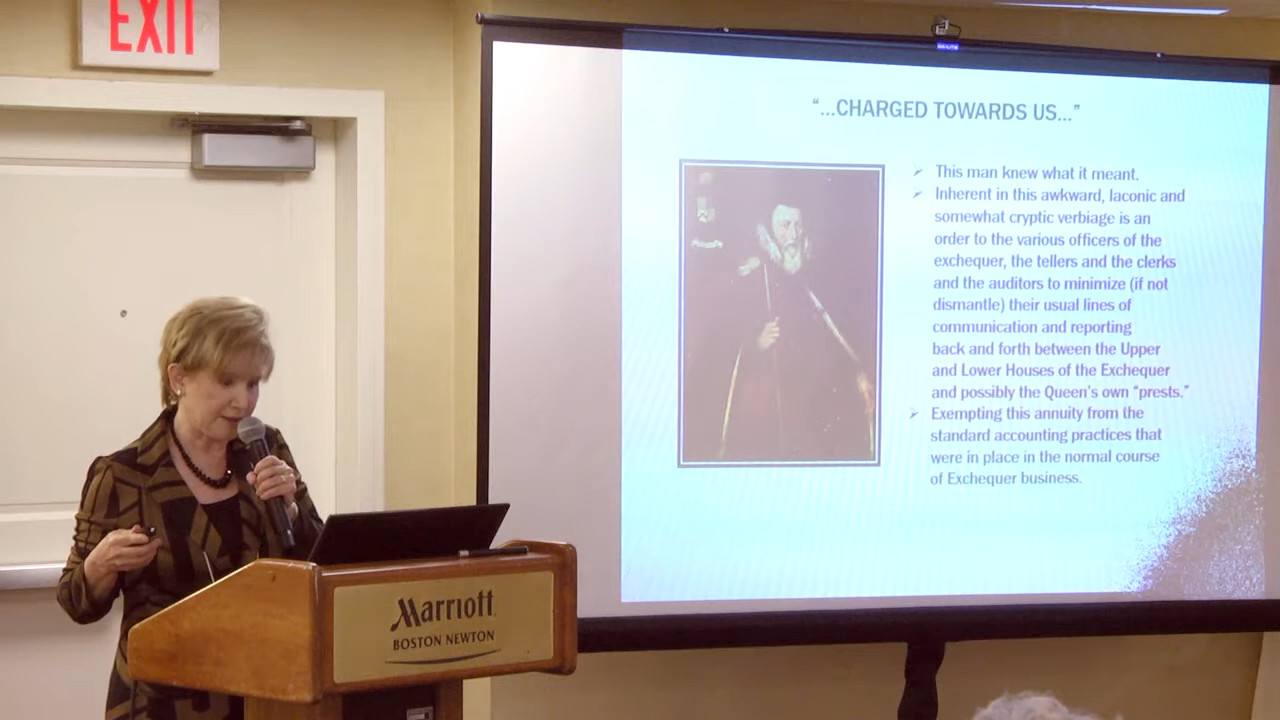 EXIT
"...CHARGED TOWARDS US..."
➢ This man knew what it meant.
➢ Inherent in this awkward, laconic and
somewhat cryptic verbiage is an
order to the various officers of the
exchequer, the tellers and the clerks
and the auditors to minimize (if not
dismantle) their usual lines of
communication and reporting
back and forth between the Upper
and Lower Houses of the Exchequer
and possibly the Queen's own "prests."
➢ Exempting this annuity from the
standard accounting practices that
were in place in the normal course
of Exchequer business.
Marriott
BOSTON NEWTON